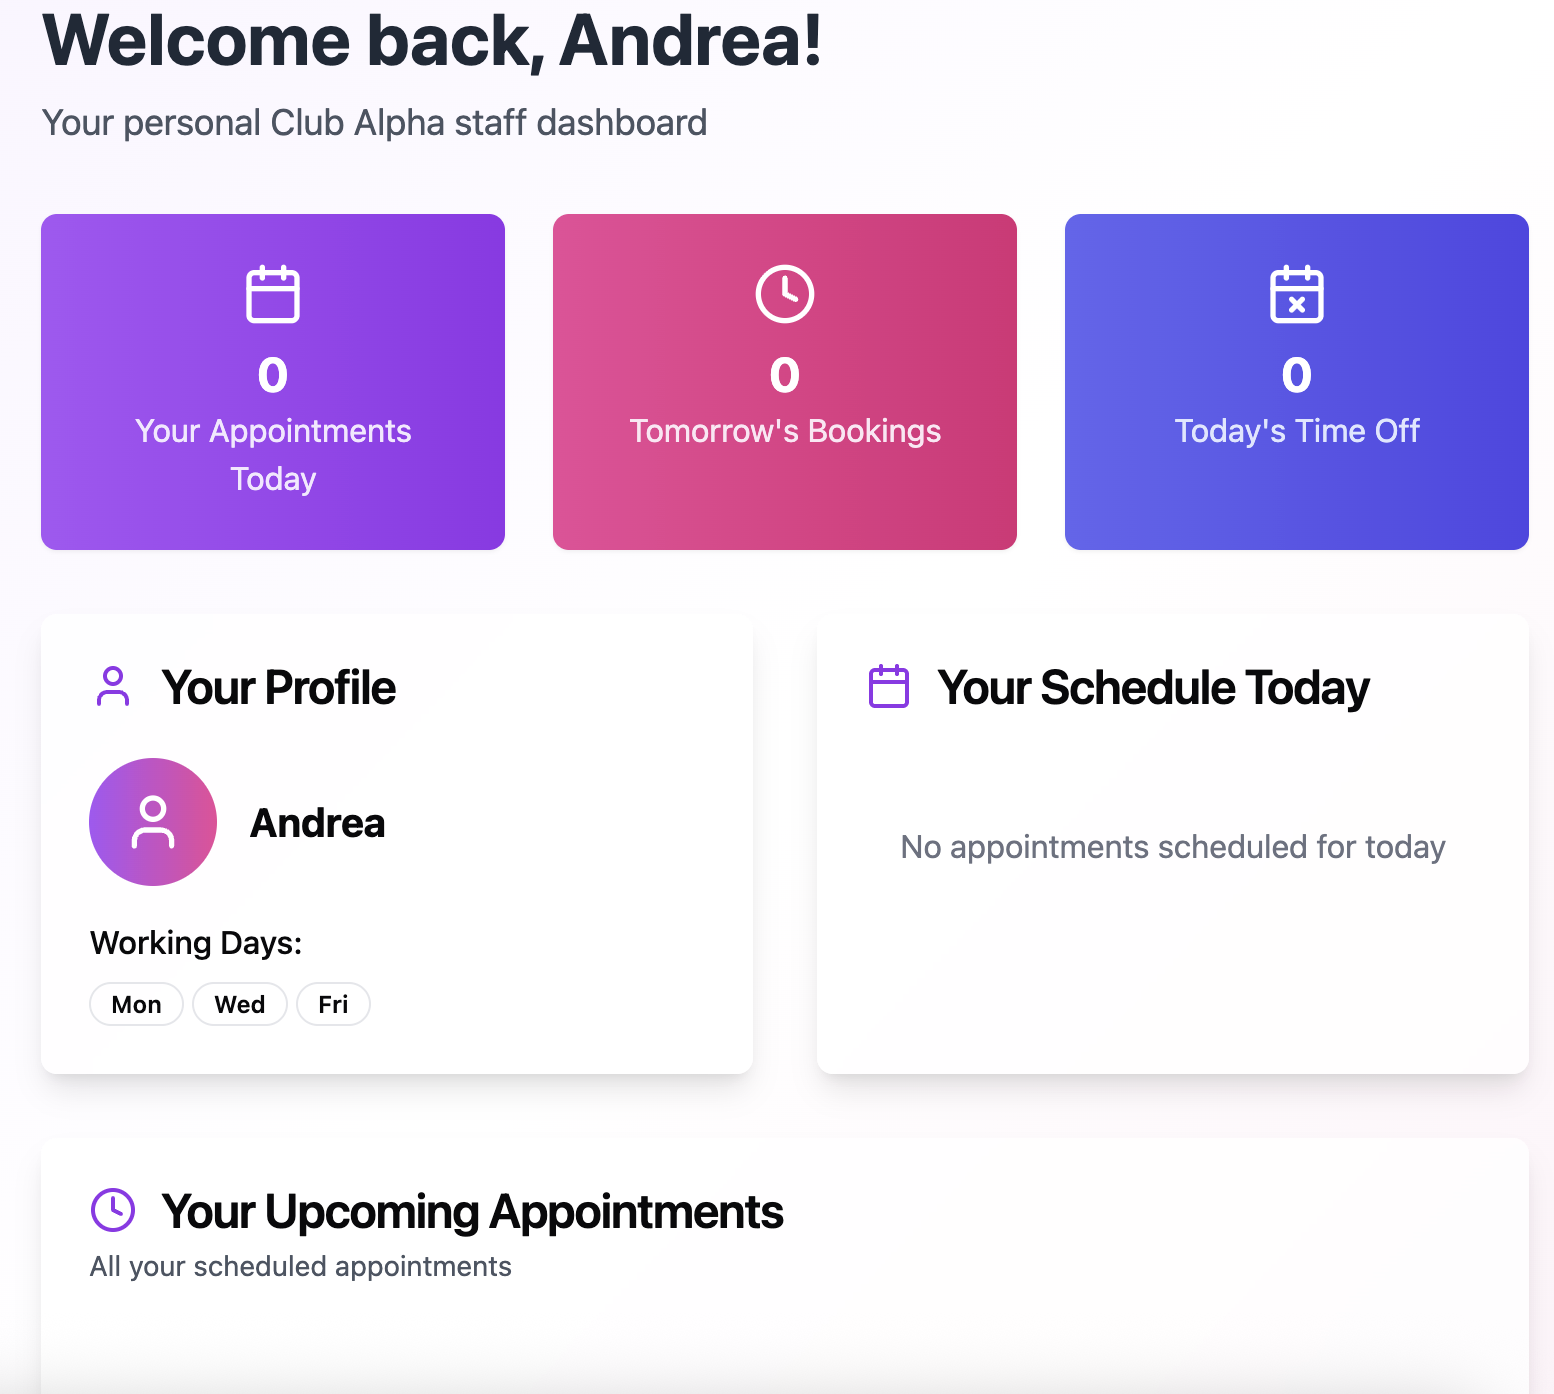 Welcome back, Andrea!
Your personal Club Alpha staff dashboard
0
Your Appointments
Today
0
Tomorrow's Bookings
0
Today's Time Off
Your Profile
Andrea
Working Days:
Mon Wed Fri
Your Schedule Today
No appointments scheduled for today
Your Upcoming Appointments
All your scheduled appointments